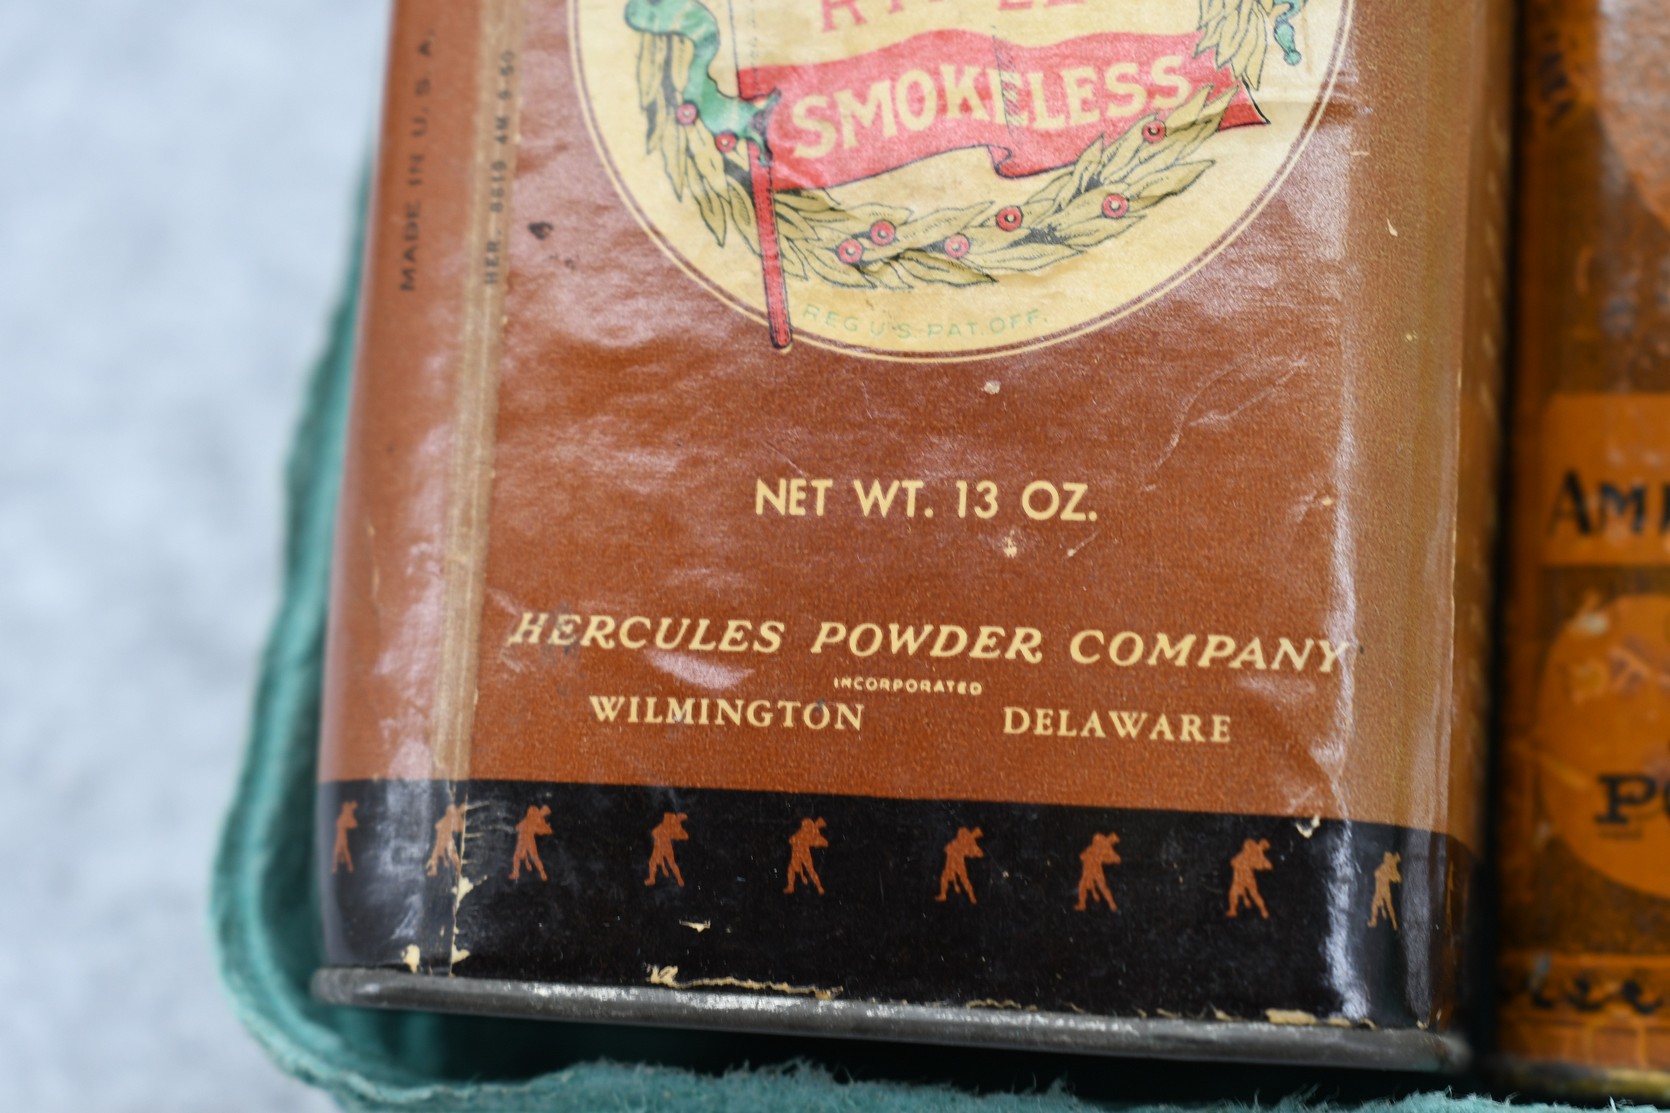 SMOKELESS
REG U.S. PAT. OFF.
MADE IN U.S.A.
NET WT. 13 OZ.
HERCULES POWDER COMPANY
INCORPORATED
WILMINGTON DELAWARE